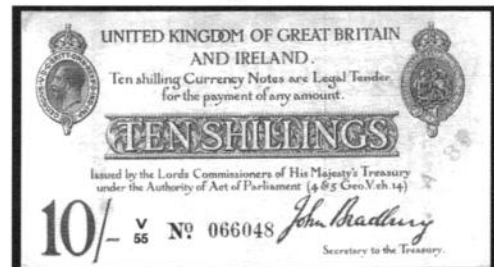 UNITED KINGDOM OF GREAT BRITAIN
AND IRELAND.
Ten shilling Currency Notes are Legal Tender
for the payment of any amount.
TEN SHILLINGS
Issued by the Lords Commissioners of His Majesty's Treasury
under the Authority of Act of Parliament (4 & 5 Geo.V.ch.14)
10/- V
55 Nº 066048 John Bradbury
Secretary to the Treasury.